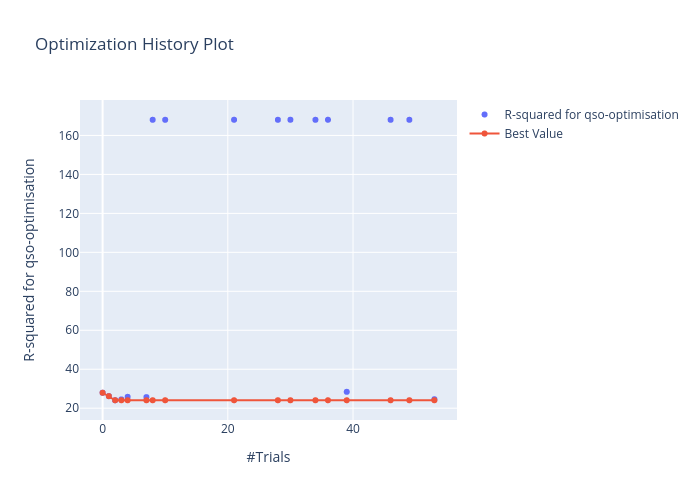 Optimization History Plot
R-squared for qso-optimisation
Best Value
160
140
120
100
80
60
40
20
R-squared for qso-optimisation
0
20
40
#Trials